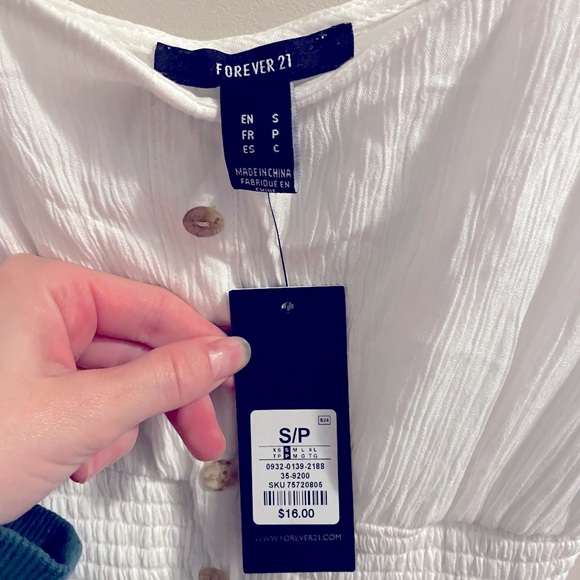 FOREVER 21
EN S
FR P
ES C
MADE IN CHINA
FABRIQUE EN
S/P
XS S M L XL
TP P M G TG
0932-0139-2188
35-9200
SKU 75720805
$16.00
WWW.FOREVER21.COM